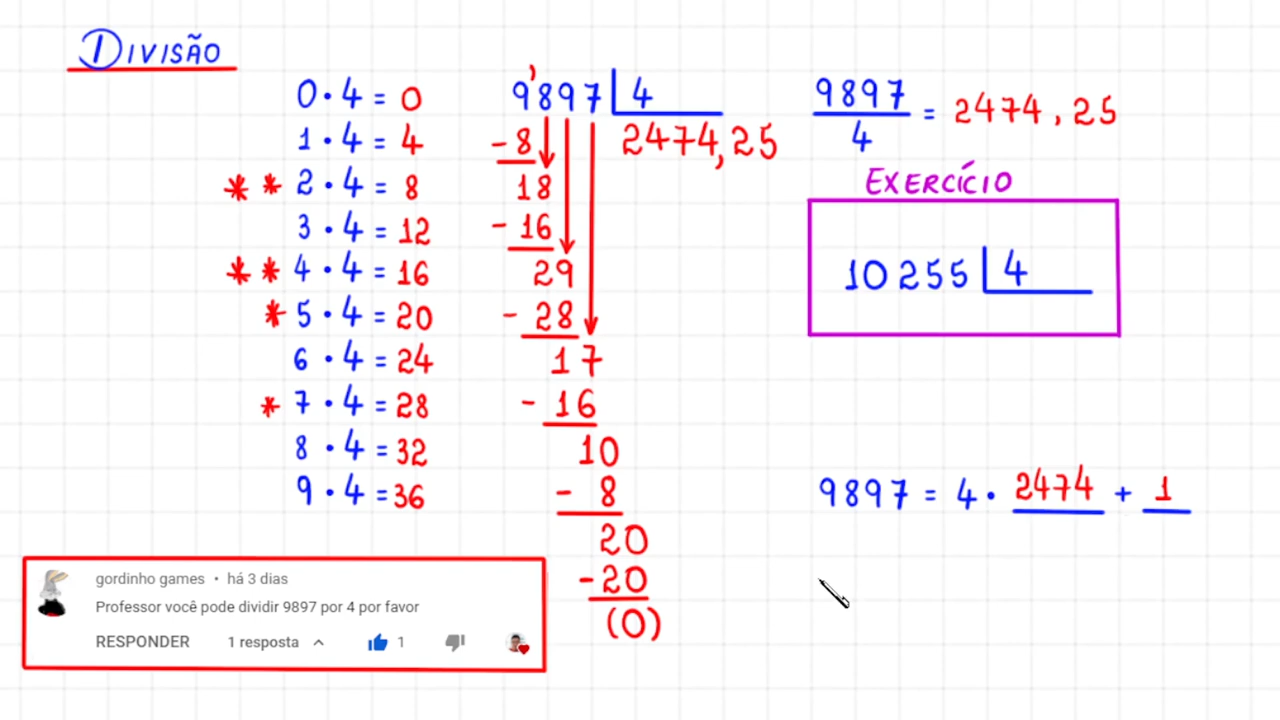 DIVISÃO
0 · 4 = 0
1 · 4 = 4
* * 2 · 4 = 8
3 · 4 = 12
* * 4 · 4 = 16
* 5 · 4 = 20
6 · 4 = 24
* 7 · 4 = 28
8 · 4 = 32
9 · 4 = 36
9'897 4
- 8 2474,25
18
- 16
29
- 28
17
- 16
10
- 8
20
- 20
(0)
9897
4
= 2474,25
EXERCÍCIO
10255 4
9897 = 4 · 2474 + 1
gordinho games • há 3 dias
Professor você pode dividir 9897 por 4 por favor
RESPONDER 1 resposta 1